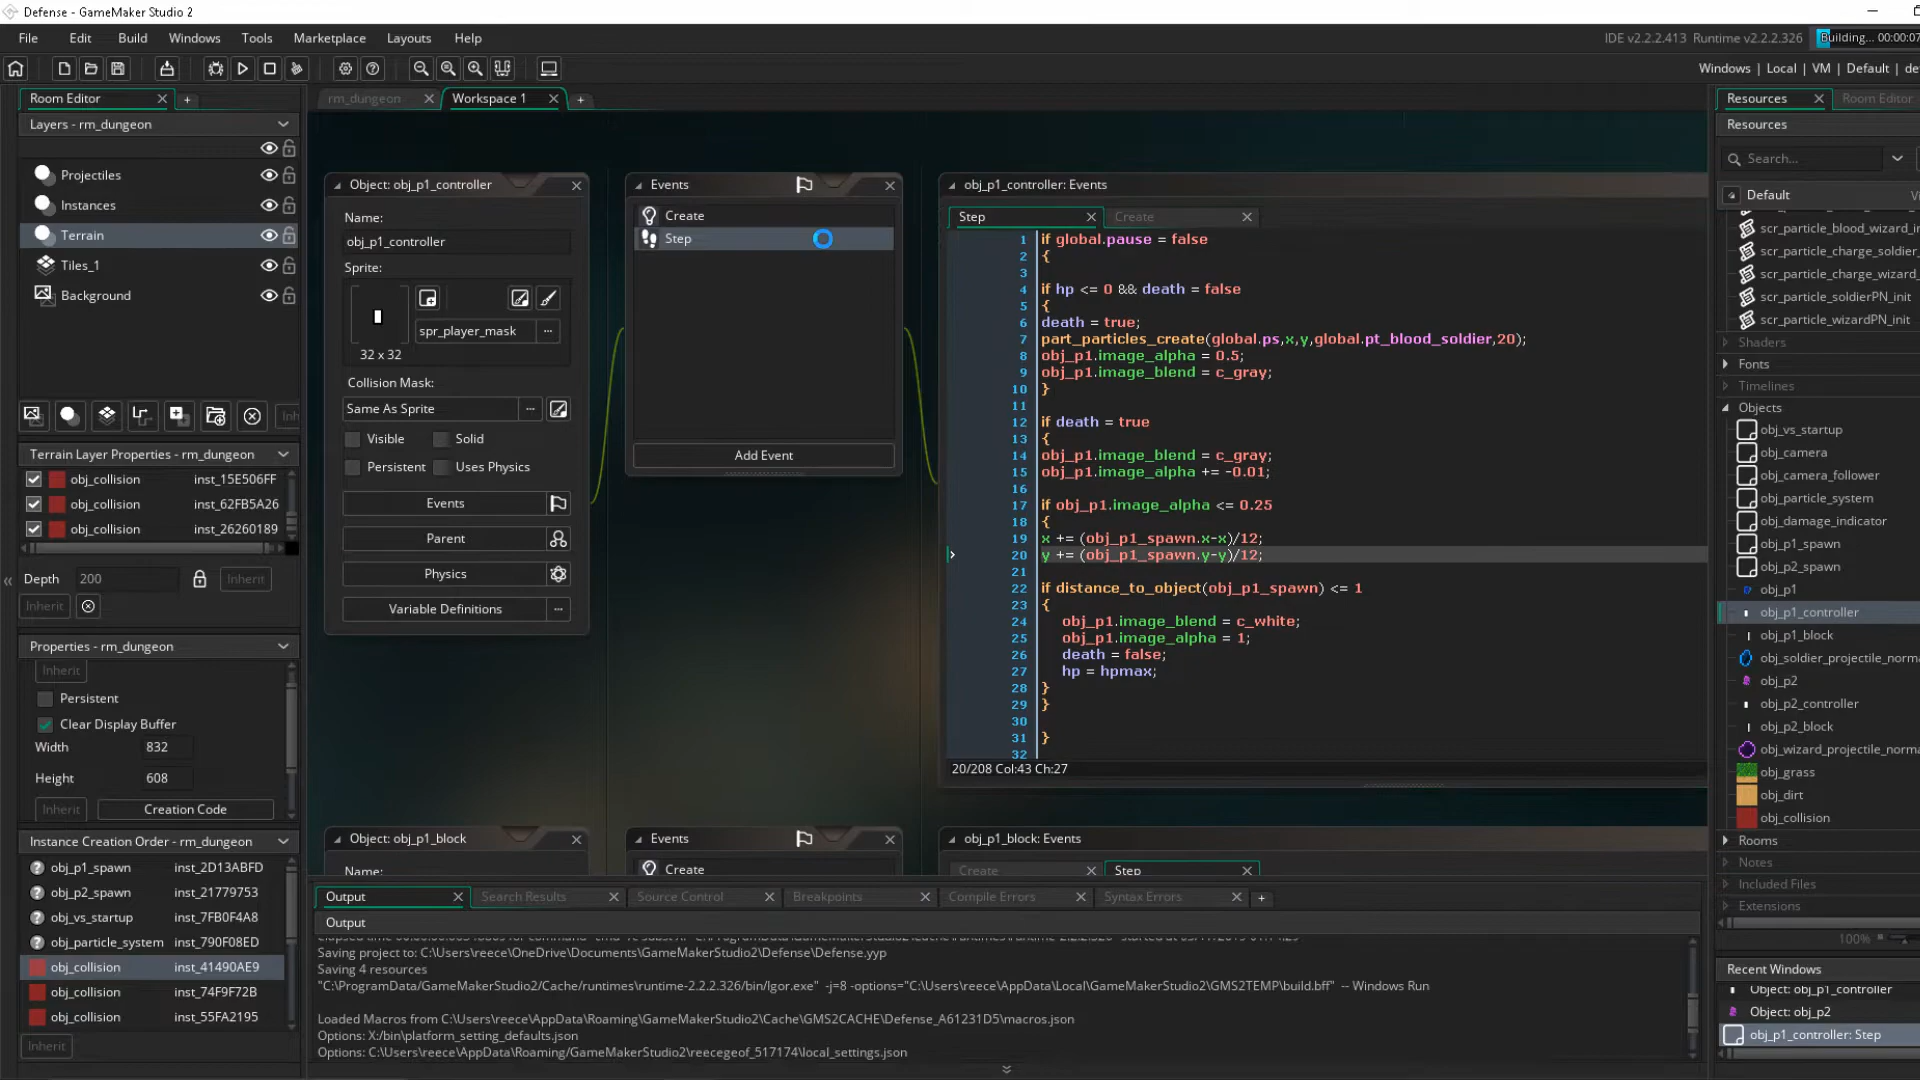 Defense - GameMaker Studio 2
File Edit Build Windows Tools Marketplace Layouts Help
IDE v2.2.2.413 Runtime v2.2.2.326 Building... 00:00:07
Windows | Local | VM | Default |
Room Editor
rm_dungeon
Workspace 1
Resources
Room Editor
Layers - rm_dungeon
Resources
Search...
Default
Projectiles
Instances
Terrain
Tiles_1
Background
Object: obj_p1_controller
Name:
obj_p1_controller
Sprite:
spr_player_mask
32 x 32
Collision Mask:
Same As Sprite
Visible Solid
Persistent Uses Physics
Events
Parent
Physics
Variable Definitions
Events
Create
Step
Add Event
obj_p1_controller: Events
Step Create
1 if global.pause = false
2 {
3
4 if hp <= 0 && death = false
5 {
6 death = true;
7 part_particles_create(global.ps,x,y,global.pt_blood_soldier,20);
8 obj_p1.image_alpha = 0.5;
9 obj_p1.image_blend = c_gray;
10 }
11
12 if death = true
13 {
14 obj_p1.image_blend = c_gray;
15 obj_p1.image_alpha += -0.01;
16
17 if obj_p1.image_alpha <= 0.25
18 {
19 x += (obj_p1_spawn.x-x)/12;
20 y += (obj_p1_spawn.y-y)/12;
21
22 if distance_to_object(obj_p1_spawn) <= 1
23 {
24 obj_p1.image_blend = c_white;
25 obj_p1.image_alpha = 1;
26 death = false;
27 hp = hpmax;
28 }
29 }
30
31 }
32
20/208 Col:43 Ch:27
scr_particle_blood_wizard_in
scr_particle_charge_soldier_
scr_particle_charge_wizard_
scr_particle_soldierPN_init
scr_particle_wizardPN_init
Shaders
Fonts
Timelines
Objects
obj_vs_startup
obj_camera
obj_camera_follower
obj_particle_system
obj_damage_indicator
obj_p1_spawn
obj_p2_spawn
obj_p1
obj_p1_controller
obj_p1_block
obj_soldier_projectile_norma
obj_p2
obj_p2_controller
obj_p2_block
obj_wizard_projectile_norma
obj_grass
obj_dirt
obj_collision
Rooms
Notes
Included Files
Extensions
100%
Recent Windows
Object: obj_p1_controller
Object: obj_p2
obj_p1_controller: Step
Terrain Layer Properties - rm_dungeon
obj_collision inst_15E506FF
obj_collision inst_62FB5A26
obj_collision inst_26260189
Depth 200 Inherit
Inherit
Properties - rm_dungeon
Inherit
Persistent
Clear Display Buffer
Width 832
Height 608
Inherit Creation Code
Instance Creation Order - rm_dungeon
obj_p1_spawn inst_2D13ABFD
obj_p2_spawn inst_21779753
obj_vs_startup inst_7FB0F4A8
obj_particle_system inst_790F08ED
obj_collision inst_41490AE9
obj_collision inst_74F9F72B
obj_collision inst_55FA2195
Inherit
Object: obj_p1_block
Name:
Events
Create
obj_p1_block: Events
Create Step
Output Search Results Source Control Breakpoints Compile Errors Syntax Errors
Output
Saving project to: C:\Users\reece\OneDrive\Documents\GameMakerStudio2\Defense\Defense.yyp
Saving 4 resources
"C:\ProgramData/GameMakerStudio2/Cache/runtimes\runtime-2.2.2.326/bin/Igor.exe" -j=8 -options="C:\Users\reece\AppData\Local\GameMakerStudio2\GMS2TEMP\build.bff" -- Windows Run
Loaded Macros from C:\Users\reece\AppData\Roaming\GameMakerStudio2\Cache\GMS2CACHE\Defense_A61231D5\macros.json
Options: X:/bin\platform_setting_defaults.json
Options: C:\Users\reece\AppData\Roaming/GameMakerStudio2\reecegeof_517174\local_settings.json